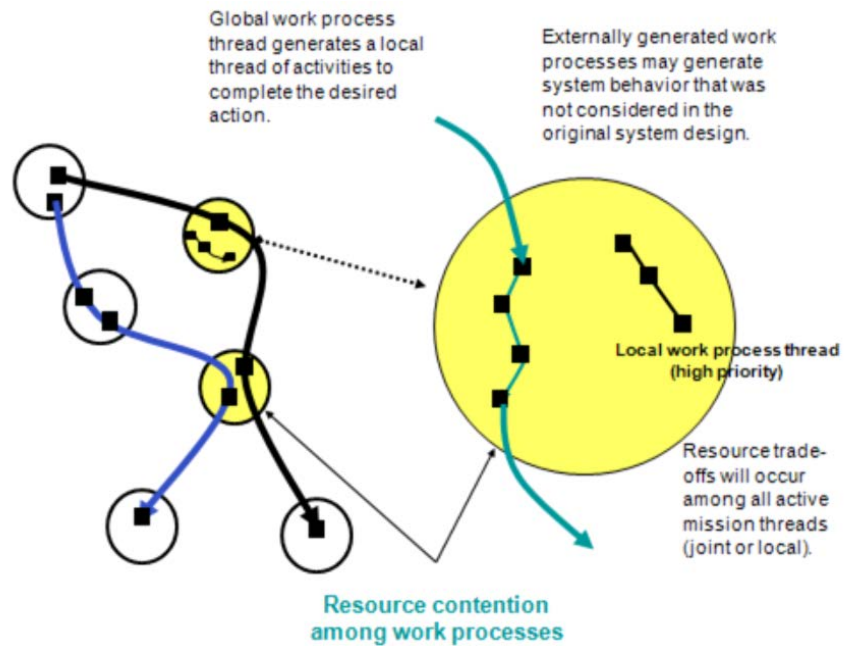 Global work process
thread generates a local
thread of activities to
complete the desired
action.
Externally generated work
processes may generate
system behavior that was
not considered in the
original system design.
Local work process thread
(high priority)
Resource trade-
offs will occur
among all active
mission threads
(joint or local).
Resource contention
among work processes